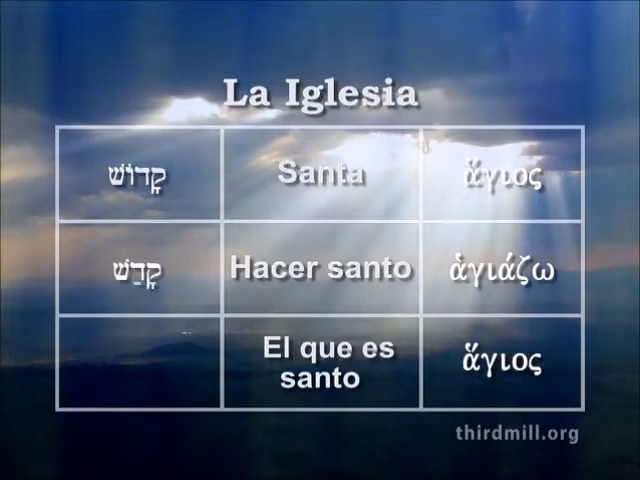 La Iglesia
קָדוֹשׁ Santa ἅγιος
קָדַשׁ Hacer santo ἁγιάζω
El que es
santo ἅγιος
thirdmill.org